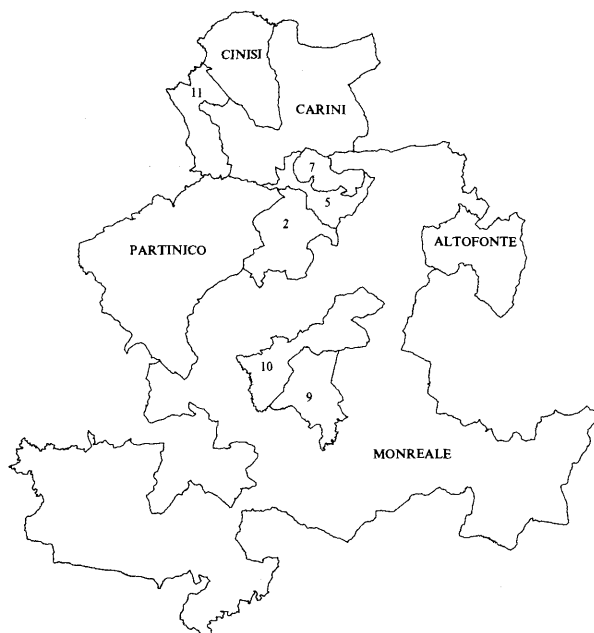 CINISI
11
CARINI
7
5
2
PARTINICO
ALTOFONTE
10
9
MONREALE